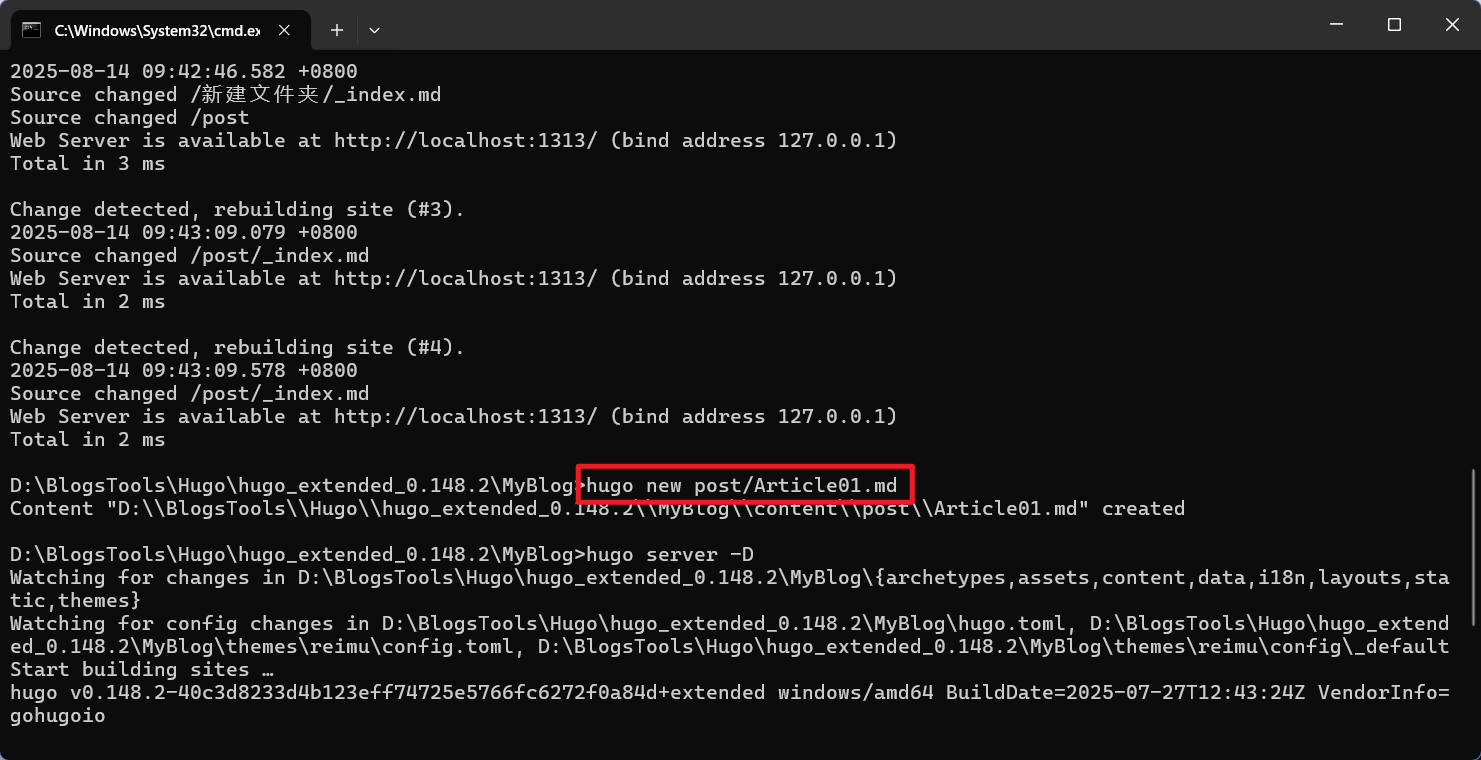 C:\Windows\System32\cmd.ex
2025-08-14 09:42:46.582 +0800
Source changed /新建文件夹/_index.md
Source changed /post
Web Server is available at http://localhost:1313/ (bind address 127.0.0.1)
Total in 3 ms
Change detected, rebuilding site (#3).
2025-08-14 09:43:09.079 +0800
Source changed /post/_index.md
Web Server is available at http://localhost:1313/ (bind address 127.0.0.1)
Total in 2 ms
Change detected, rebuilding site (#4).
2025-08-14 09:43:09.578 +0800
Source changed /post/_index.md
Web Server is available at http://localhost:1313/ (bind address 127.0.0.1)
Total in 2 ms
D:\BlogsTools\Hugo\hugo_extended_0.148.2\MyBlog>hugo new post/Article01.md
Content "D:\\BlogsTools\\Hugo\\hugo_extended_0.148.2\\MyBlog\\content\\post\\Article01.md" created
D:\BlogsTools\Hugo\hugo_extended_0.148.2\MyBlog>hugo server -D
Watching for changes in D:\BlogsTools\Hugo\hugo_extended_0.148.2\MyBlog\{archetypes,assets,content,data,i18n,layouts,sta
tic,themes}
Watching for config changes in D:\BlogsTools\Hugo\hugo_extended_0.148.2\MyBlog\hugo.toml, D:\BlogsTools\Hugo\hugo_extend
ed_0.148.2\MyBlog\themes\reimu\config.toml, D:\BlogsTools\Hugo\hugo_extended_0.148.2\MyBlog\themes\reimu\config\_default
Start building sites …
hugo v0.148.2-40c3d8233d4b123eff74725e5766fc6272f0a84d+extended windows/amd64 BuildDate=2025-07-27T12:43:24Z VendorInfo=
gohugoio